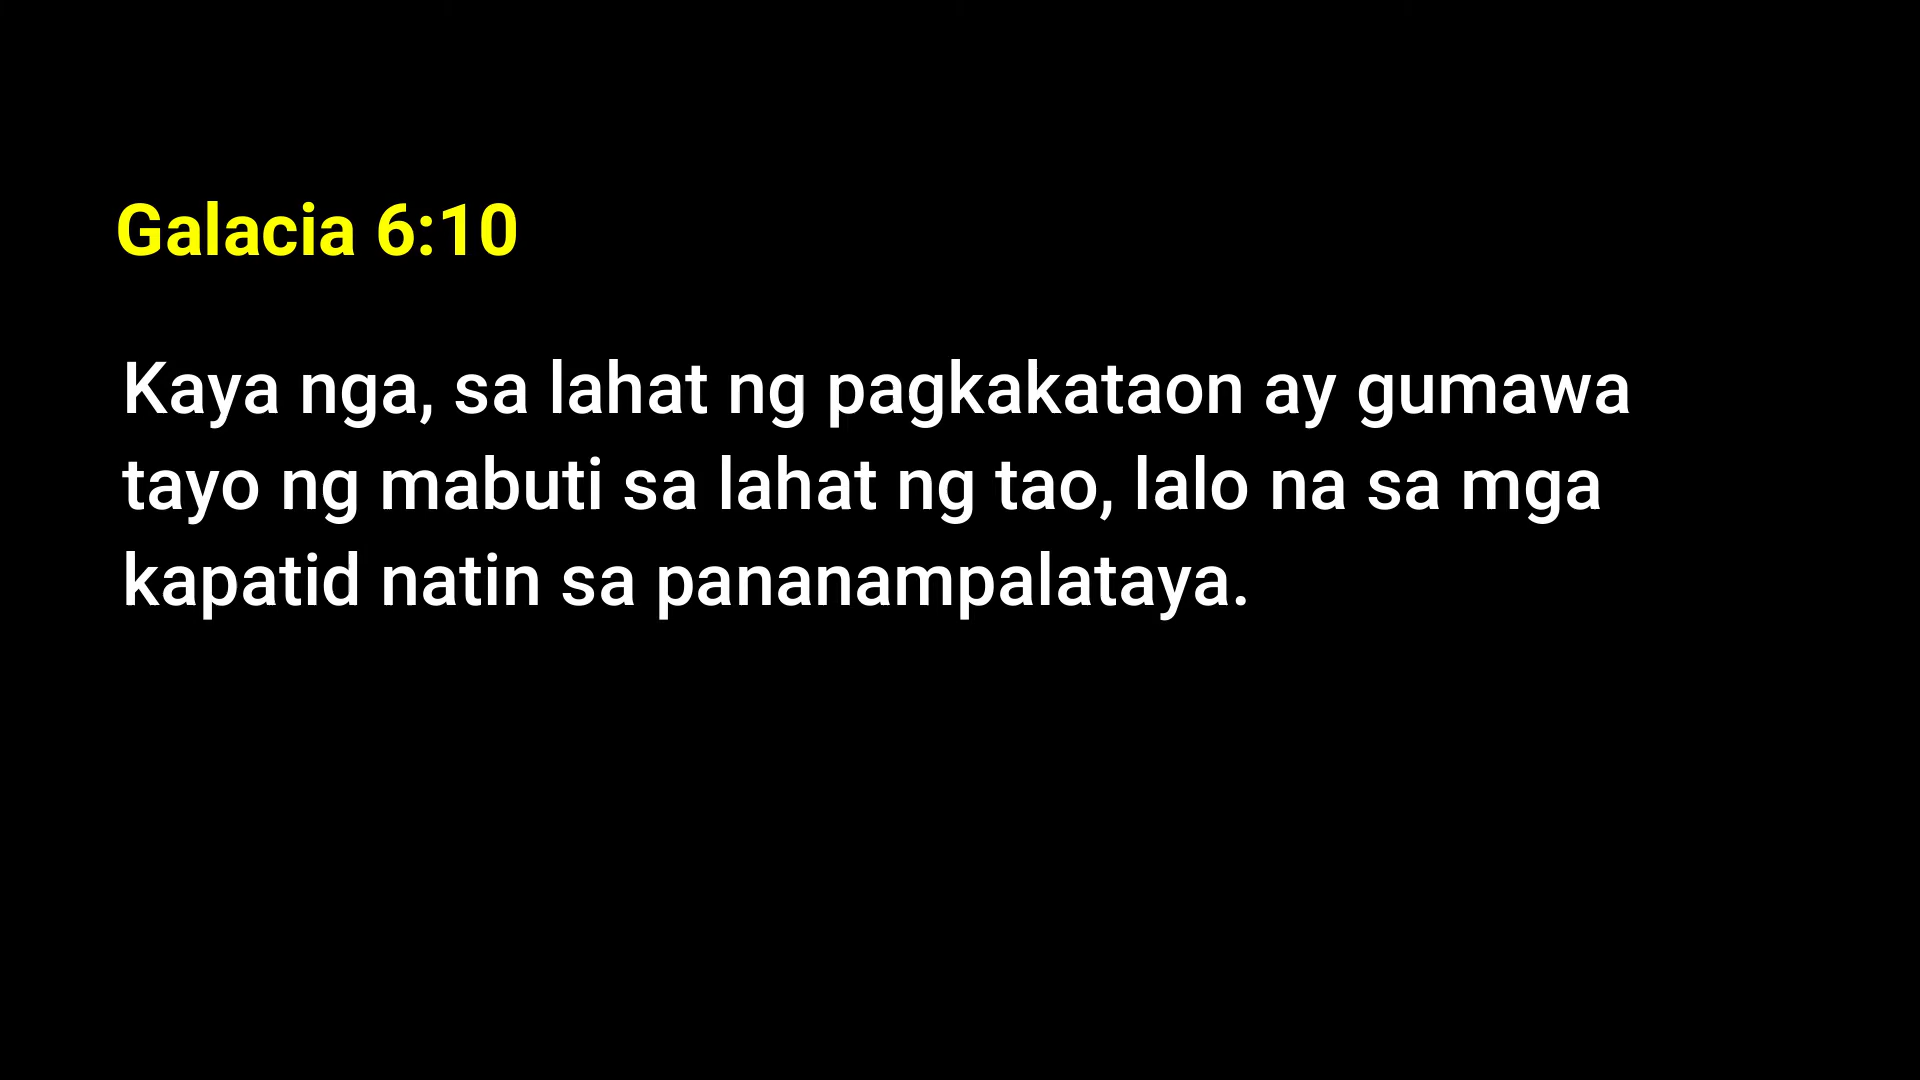 Galacia 6:10
Kaya nga, sa lahat ng pagkakataon ay gumawa
tayo ng mabuti sa lahat ng tao, lalo na sa mga
kapatid natin sa pananampalataya.